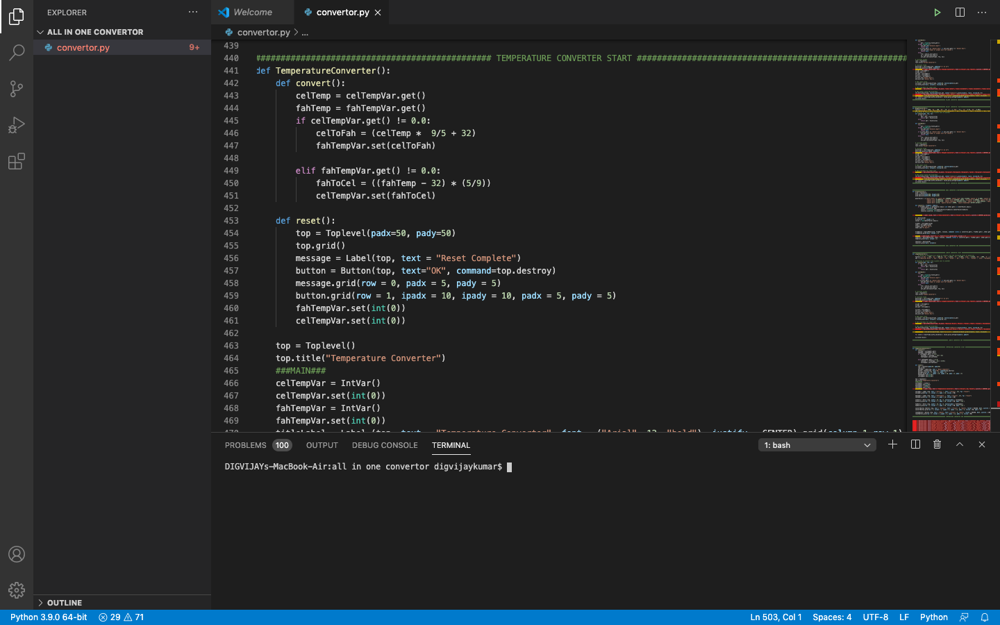 EXPLORER
ALL IN ONE CONVERTOR
convertor.py 9+
OUTLINE
Welcome
convertor.py
convertor.py > ...
439
440 ############################################### TEMPERATURE CONVERTER START ######################################################
441 def TemperatureConverter():
442 def convert():
443 celTemp = celTempVar.get()
444 fahTemp = fahTempVar.get()
445 if celTempVar.get() != 0.0:
446 celToFah = (celTemp * 9/5 + 32)
447 fahTempVar.set(celToFah)
448
449 elif fahTempVar.get() != 0.0:
450 fahToCel = ((fahTemp - 32) * (5/9))
451 celTempVar.set(fahToCel)
452
453 def reset():
454 top = Toplevel(padx=50, pady=50)
455 top.grid()
456 message = Label(top, text = "Reset Complete")
457 button = Button(top, text="OK", command=top.destroy)
458 message.grid(row = 0, padx = 5, pady = 5)
459 button.grid(row = 1, ipadx = 10, ipady = 10, padx = 5, pady = 5)
460 fahTempVar.set(int(0))
461 celTempVar.set(int(0))
462
463 top = Toplevel()
464 top.title("Temperature Converter")
465 ###MAIN###
466 celTempVar = IntVar()
467 celTempVar.set(int(0))
468 fahTempVar = IntVar()
469 fahTempVar.set(int(0))
PROBLEMS 100 OUTPUT DEBUG CONSOLE TERMINAL 1: bash
DIGVIJAYs-MacBook-Air:all in one convertor digvijaykumar$
Python 3.9.0 64-bit 29 71 Ln 503, Col 1 Spaces: 4 UTF-8 LF Python